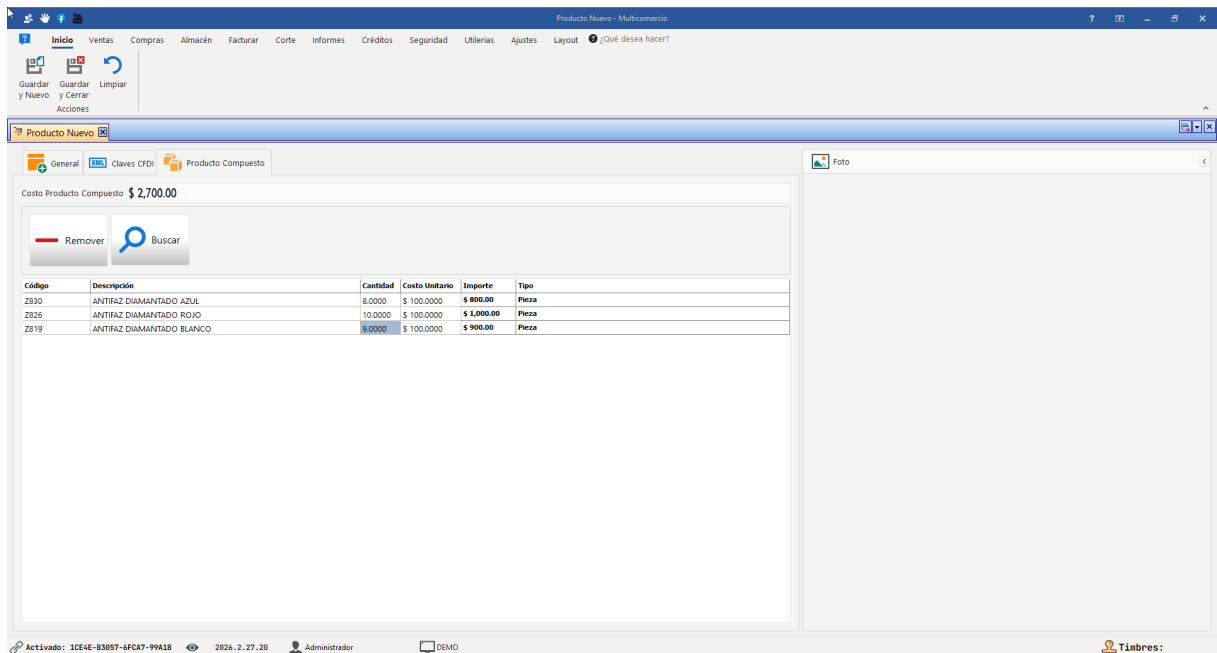 Producto Nuevo - Multicomercio
Inicio Ventas Compras Almacén Facturar Corte Informes Créditos Seguridad Utilerias Ajustes Layout ¿Qué desea hacer?
Guardar y Nuevo Guardar y Cerrar Limpiar
Acciones
Producto Nuevo
General XML Claves CFDI Producto Compuesto Foto
Costo Producto Compuesto $ 2,700.00
Remover Buscar
Código Descripción Cantidad Costo Unitario Importe Tipo
Z830 ANTIFAZ DIAMANTADO AZUL 8.0000 $ 100.0000 $ 800.00 Pieza
Z826 ANTIFAZ DIAMANTADO ROJO 10.0000 $ 100.0000 $ 1,000.00 Pieza
Z819 ANTIFAZ DIAMANTADO BLANCO 9.0000 $ 100.0000 $ 900.00 Pieza
Activado: 1CE4E-B3057-6FCA7-99A1B 2026.2.27.20 Administrador DEMO Timbres: